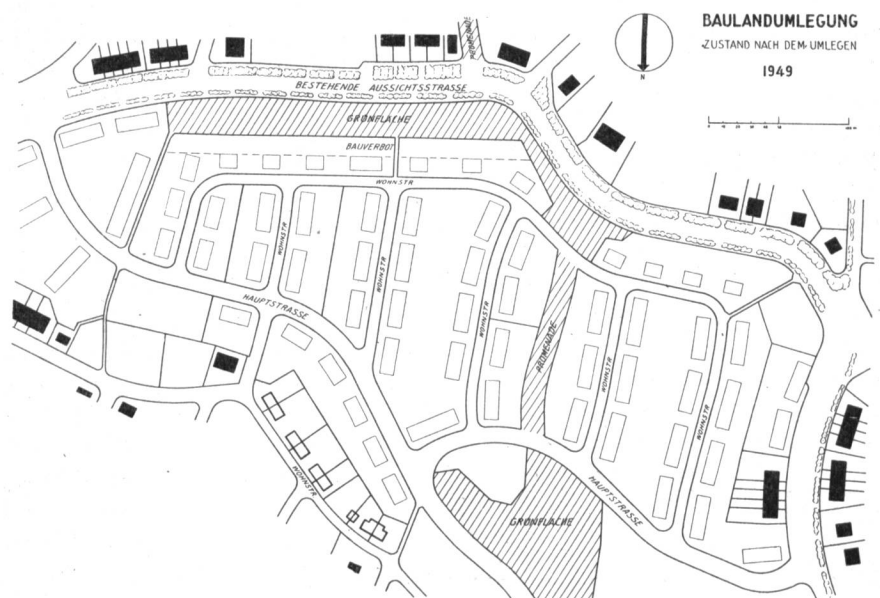 BAULANDUMLEGUNG
ZUSTAND NACH DEM UMLEGEN
1949
N
PROMENADE
BESTEHENDE AUSSICHTSSTRASSE
GRÜNFLÄCHE
BAUVERBOT
WOHNSTR
WOHNSTR
WOHNSTR
HAUPTSTRASSE
WOHNSTR
PROMENADE
WOHNSTR
WOHNSTR
WOHNSTR
HAUPTSTRASSE
GRÜNFLÄCHE